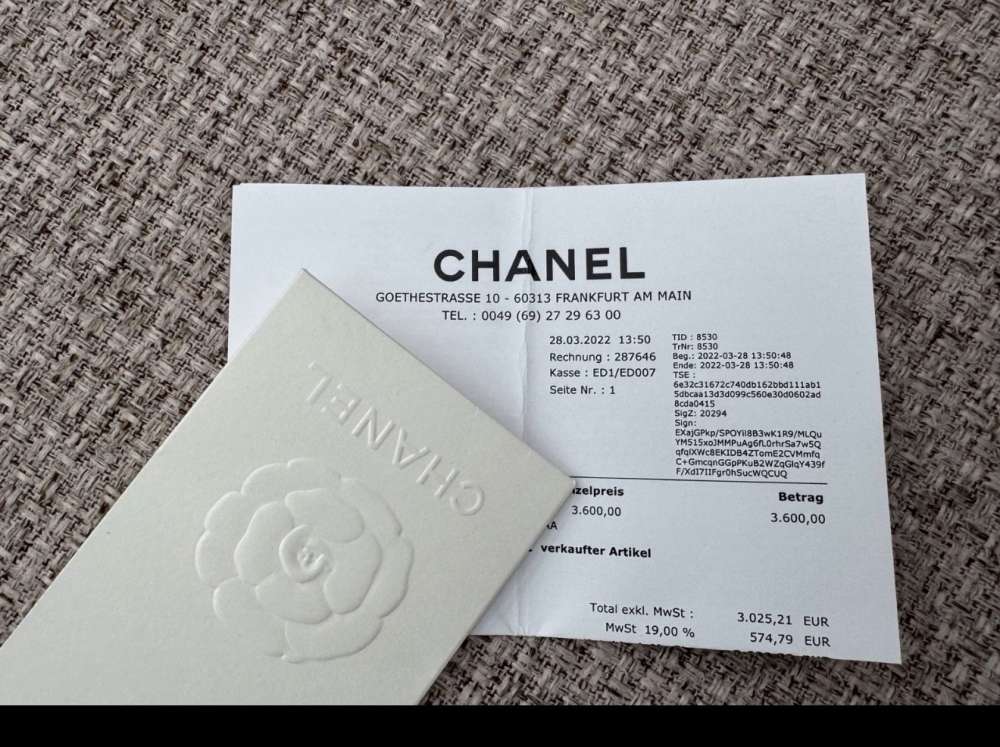 CHANEL
GOETHESTRASSE 10 - 60313 FRANKFURT AM MAIN
TEL. : 0049 (69) 27 29 63 00
28.03.2022 13:50
Rechnung : 287646
Kasse : ED1/ED007
Seite Nr. : 1
TID : 8530
TrNr: 8530
Beg.: 2022-03-28 13:50:48
Ende: 2022-03-28 13:50:48
TSE :
6e32c31672c740db162bbd111ab1
5dbcaa13d3d099c560e30d0602ad
8cda0415
SigZ: 20294
Sign:
EXajGPkp/SPOYil8B3wK1R9/MLQu
YM515xoJMMPuAg6fL0rhrSa7w5Q
qfqlXWc8EKIDB4ZTomE2CVMmfq
C+GmcqnGGpPKuB2WZqGlqY439f
F/XdI7IIFgr0hSucWQCUQ
zelpreis Betrag
3.600,00 3.600,00
verkaufter Artikel
Total exkl. MwSt : 3.025,21 EUR
MwSt 19,00 % 574,79 EUR
CHANEL